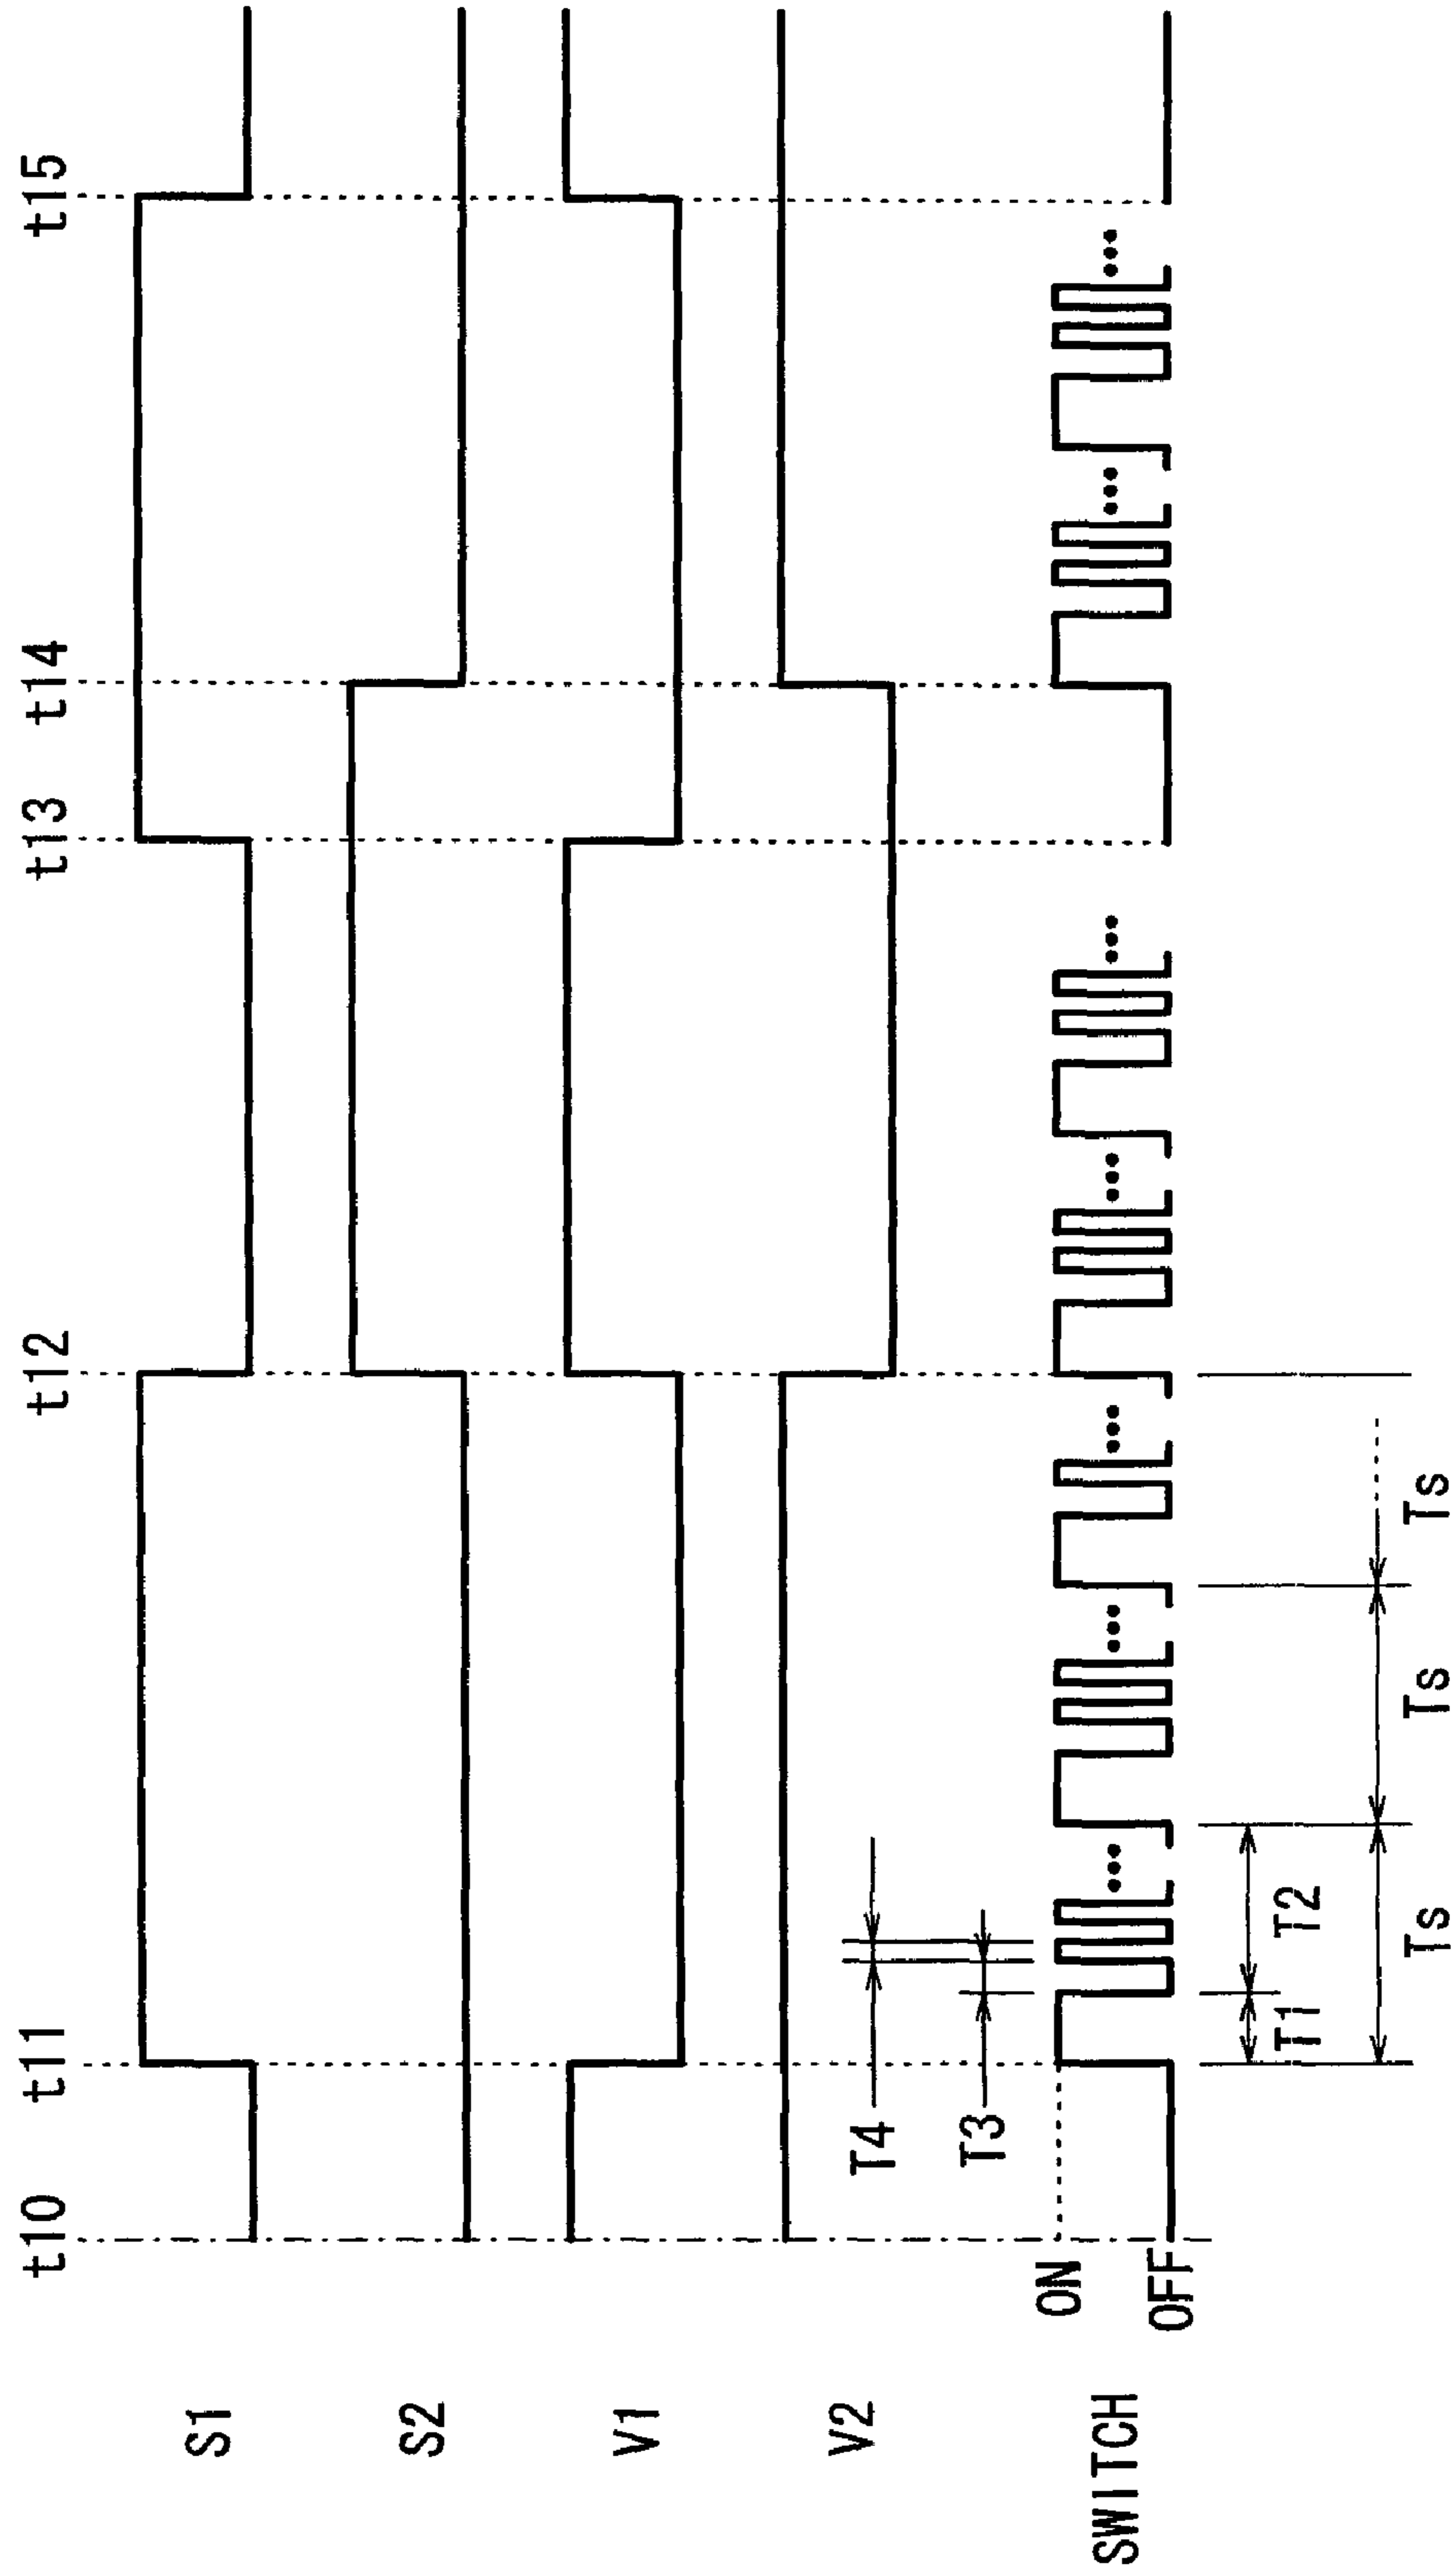 t10 t11 t12 t13 t14 t15
S1
S2
V1
V2
T4
T3
ON
SWITCH
OFF
T1 T2
Ts Ts Ts